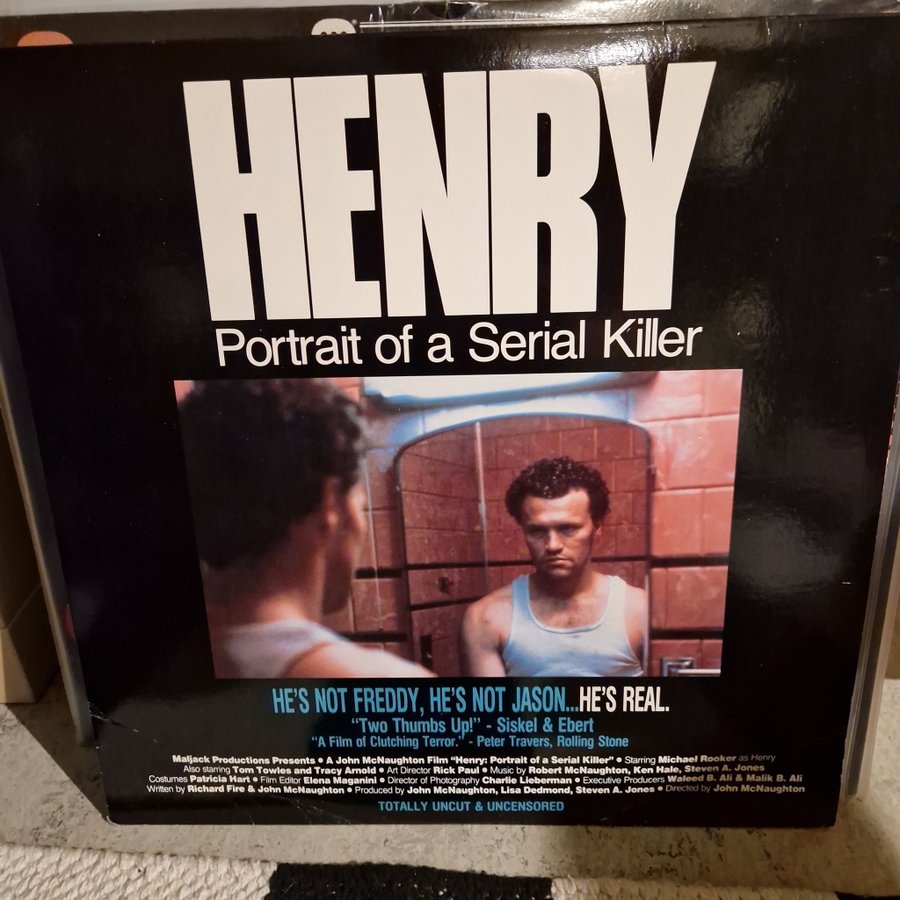 HENRY
Portrait of a Serial Killer
HE'S NOT FREDDY, HE'S NOT JASON...HE'S REAL.
"Two Thumbs Up!" - Siskel & Ebert
"A Film of Clutching Terror." - Peter Travers, Rolling Stone
Maljack Productions Presents • A John McNaughton Film "Henry: Portrait of a Serial Killer" • Starring Michael Rooker as Henry
Also starring Tom Towles and Tracy Arnold • Art Director Rick Paul • Music by Robert McNaughton, Ken Hale, Steven A. Jones
Costumes Patricia Hart • Film Editor Elena Maganini • Director of Photography Charlie Lieberman • Executive Producers Waleed B. Ali & Malik B. Ali
Written by Richard Fire & John McNaughton • Produced by John McNaughton, Lisa Dedmond, Steven A. Jones • Directed by John McNaughton
TOTALLY UNCUT & UNCENSORED